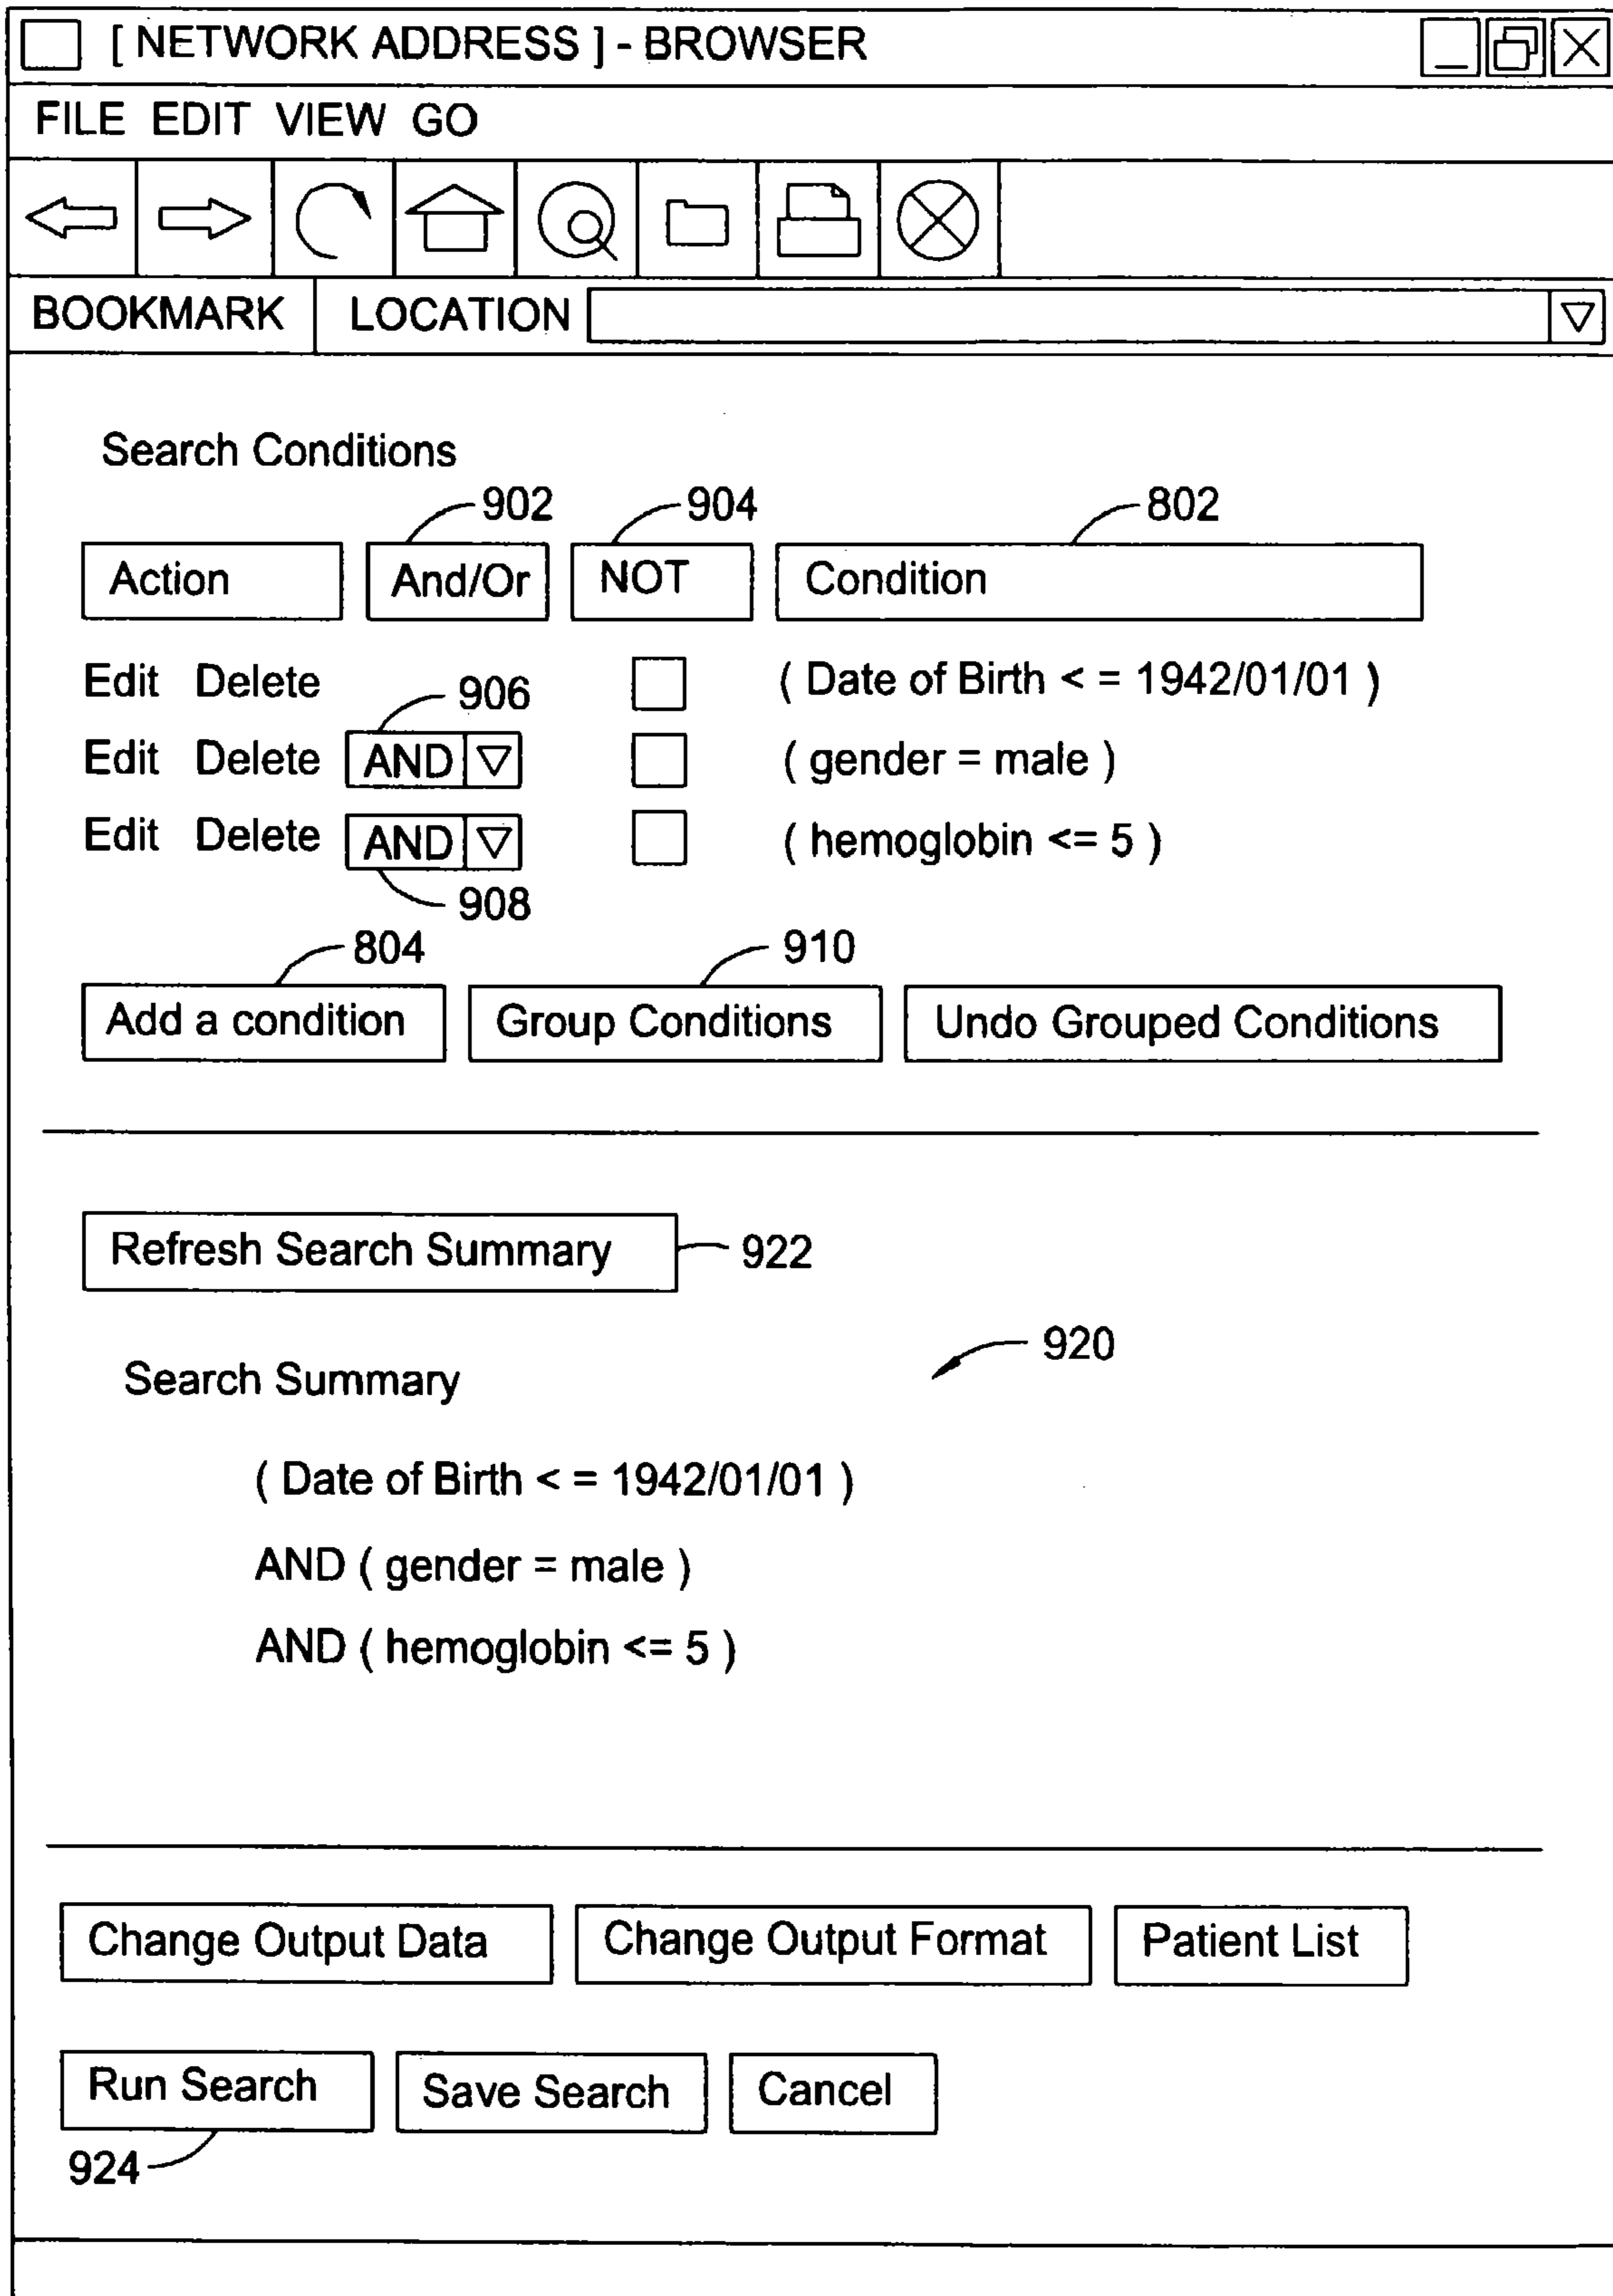 [ NETWORK ADDRESS ] - BROWSER
FILE EDIT VIEW GO
BOOKMARK LOCATION
Search Conditions
902 904 802
Action And/Or NOT Condition
Edit Delete ( Date of Birth < = 1942/01/01 )
906
Edit Delete AND ( gender = male )
Edit Delete AND ( hemoglobin <= 5 )
908
804 910
Add a condition Group Conditions Undo Grouped Conditions
Refresh Search Summary 922
920
Search Summary
( Date of Birth < = 1942/01/01 )
AND ( gender = male )
AND ( hemoglobin <= 5 )
Change Output Data Change Output Format Patient List
Run Search Save Search Cancel
924